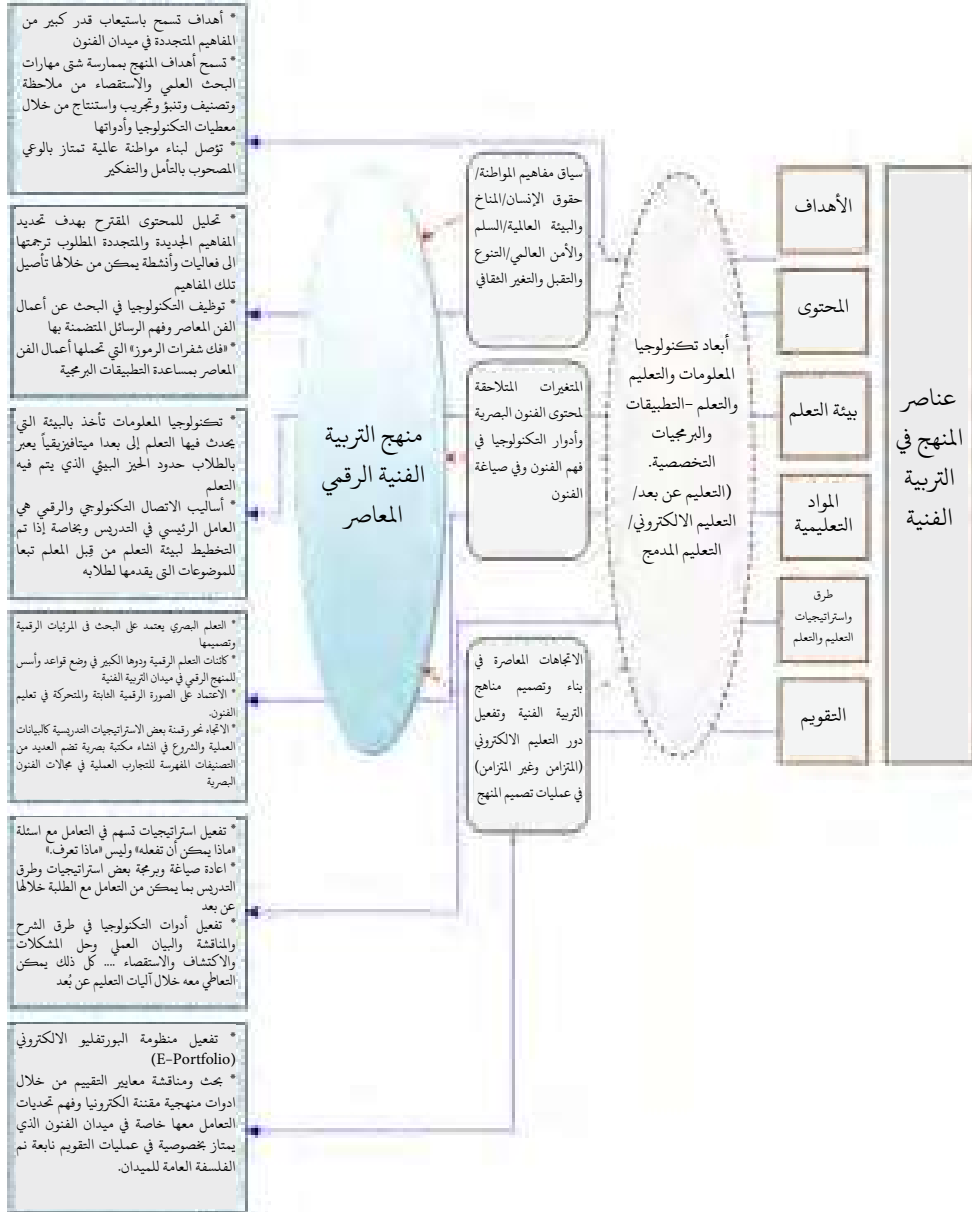 عناصر
المنهج في
التربية
الفنية
الأهداف
المحتوى
بيئة التعلم
المواد
التعليمية
طرق
واستراتيجيات
التعليم والتعلم
التقويم
أبعاد تكنولوجيا
المعلومات والتعليم
والتعلم -التطبيقات
والبرمجيات
التخصصية.
(التعليم عن بعد/
التعليم الالكتروني/
التعليم المدمج
سياق مفاهيم المواطنة/
حقوق الإنسان/المناخ
والبيئة العالمية/السلم
والأمن العالمي/التنوع
والتقبل والتغير الثقافي
المتغيرات المتلاحقة
لمحتوى الفنون البصرية
وأدوار التكنولوجيا في
فهم الفنون وفي صياغة
الفنون
الاتجاهات المعاصرة في
بناء وتصميم مناهج
التربية الفنية وتفعيل
دور التعليم الالكتروني
(المتزامن وغير المتزامن)
في عمليات تصميم المنهج
منهج التربية
الفنية الرقمي
المعاصر
* أهداف تسمح باستيعاب قدر كبير من
المفاهيم المتجددة في ميدان الفنون
* تسمح أهداف المنهج بممارسة شتى مهارات
البحث العلمي والاستقصاء من ملاحظة
وتصنيف وتنبؤ وتجريب واستنتاج من خلال
معطيات التكنولوجيا وأدواتها
* تؤصل لبناء مواطنة عالمية تمتاز بالوعي
المصحوب بالتأمل والتفكير
* تحليل للمحتوى المقترح بهدف تحديد
المفاهيم الجديدة والمتجددة المطلوب ترجمتها
الى فعاليات وأنشطة يمكن من خلالها تأصيل
تلك المفاهيم
* توظيف التكنولوجيا في البحث عن أعمال
الفن المعاصر وفهم الرسائل المتضمنة بها
* «فك شفرات الرموز» التي تحملها أعمال الفن
المعاصر بمساعدة التطبيقات البرمجية
* تكنولوجيا المعلومات تأخذ بالبيئة التي
يحدث فيها التعلم إلى بعدا ميتافيزيقياً يعبر
بالطلاب حدود الحيز البيئي الذي يتم فيه
التعلم
* أساليب الاتصال التكنولوجي والرقمي هي
العامل الرئيسي في التدريس وبخاصة إذا تم
التخطيط لبيئة التعلم من قِبل المعلم تبعا
للموضوعات التى يقدمها لطلابه
* التعلم البصري يعتمد على البحث فى المرئيات الرقمية
وتصميمها
* كائنات التعلم الرقمية ودوها الكبير في وضع قواعد وأسس
للمنهج الرقمي في ميدان التربية الفنية
* الاعتماد على الصورة الرقمية الثابتة والمتحركة في تعليم
الفنون.
* الاتجاه نحو رقمنة بعض الاستراتيجيات التدريسية كالبيانات
العملية والشروع في انشاء مكتبة بصرية تضم العديد من
التصنيفات المفهرسة للتجارب العملية في مجالات الفنون
البصرية
* تفعيل استراتيجيات تسهم في التعامل مع اسئلة
«ماذا يمكن أن تفعله» وليس «ماذا تعرف.»
* اعادة صياغة وبرمجة بعض استراتيجيات وطرق
التدريس بما يمكن من التعامل مع الطلبة خلالها
عن بعد
* تفعيل أدوات التكنولوجيا في طرق الشرح
والمناقشة والبيان العملي وحل المشكلات
والاكتشاف والاستقصاء .... كل ذلك يمكن
التعاطي معه خلال آليات التعليم عن بُعد
* تفعيل منظومة البورتفليو الالكتروني
(E-Portfolio)
* بحث ومناقشة معايير التقييم من خلال
ادوات منهجية مقننة الكترونيا وفهم تحديات
التعامل معها خاصة في ميدان الفنون الذي
يمتاز بخصوصية في عمليات التقويم نابعة نم
الفلسفة العامة للميدان.